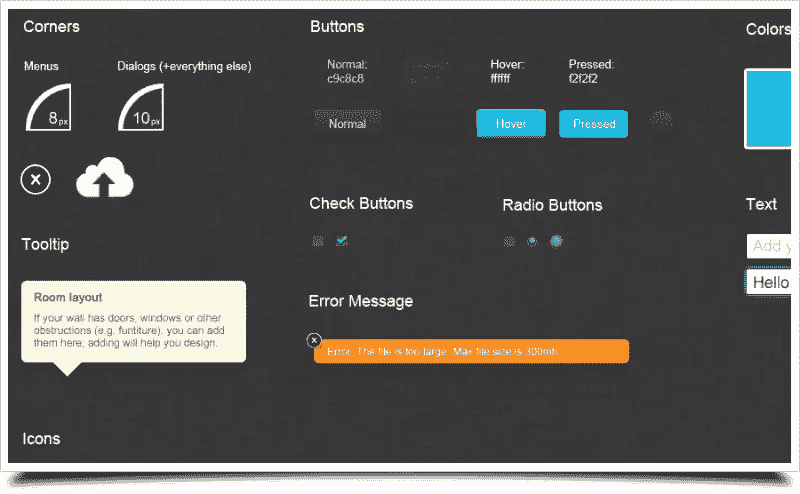 Corners
Menus
Dialogs (+everything else)
8px
10px
Tooltip
Room layout
If your wall has doors, windows or other
obstructions (e.g. funtiture), you can add
them here, adding will help you design.
Icons
Buttons
Normal:
c9c8c8
Hover:
ffffff
Pressed:
f2f2f2
Normal
Hover
Pressed
Check Buttons
Radio Buttons
Error Message
Error. The file is too large. Max file size is 300mb
Colors
Text
Add y
Hello